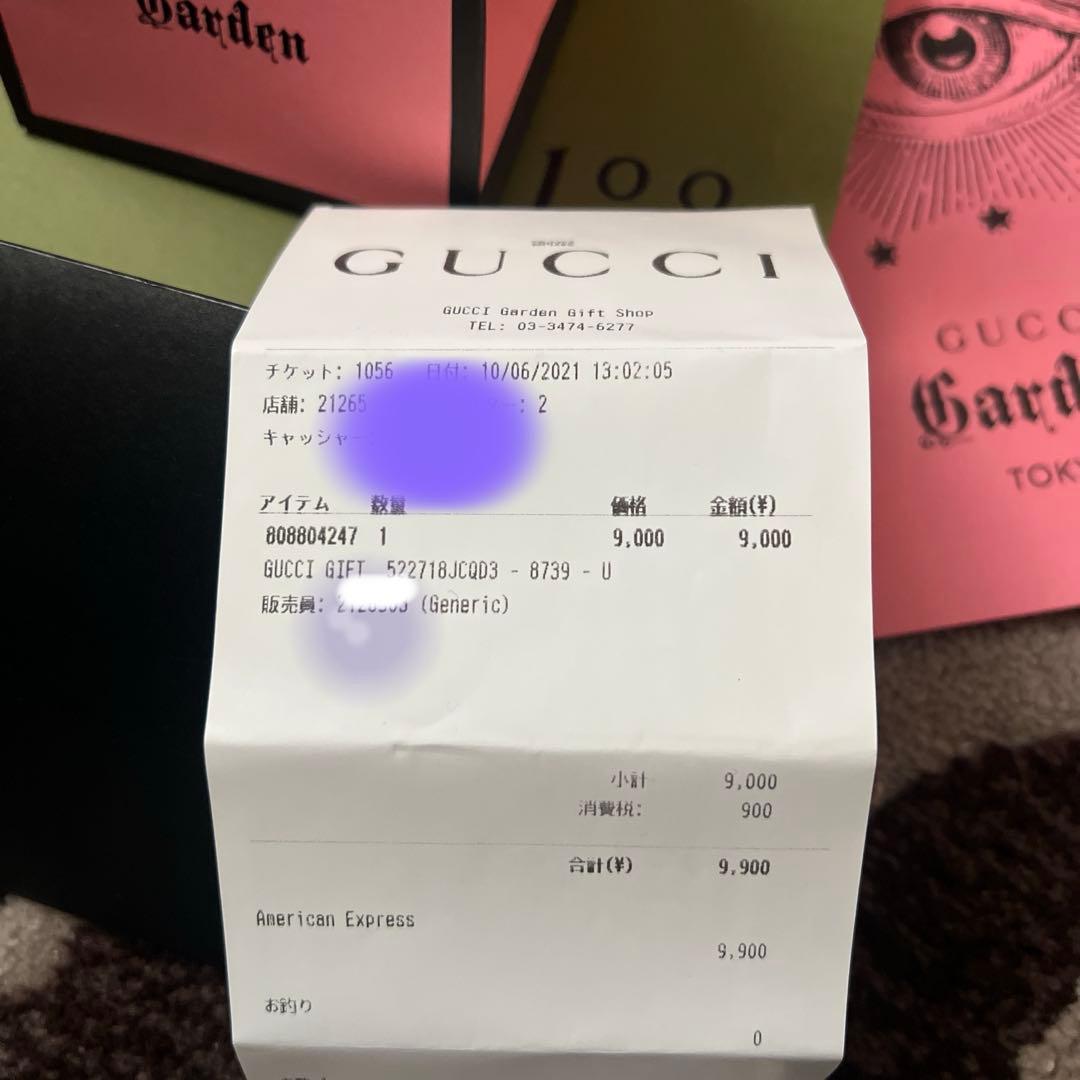 Garden
100
GUCCI
GUCCI Garden Gift Shop
TEL: 03-3474-6277
チケット: 1056 日付: 10/06/2021 13:02:05
店舗: 21265 : 2
キャッシャー
アイテム 数量 価格 金額(¥)
808804247 1 9,000 9,000
GUCCI GIFT 522718JCQD3 - 8739 - U
販売員: (Generic)
小計 9,000
消費税: 900
合計(¥) 9,900
American Express
9,900
お釣り
0
GUCC
Gard
TOKY